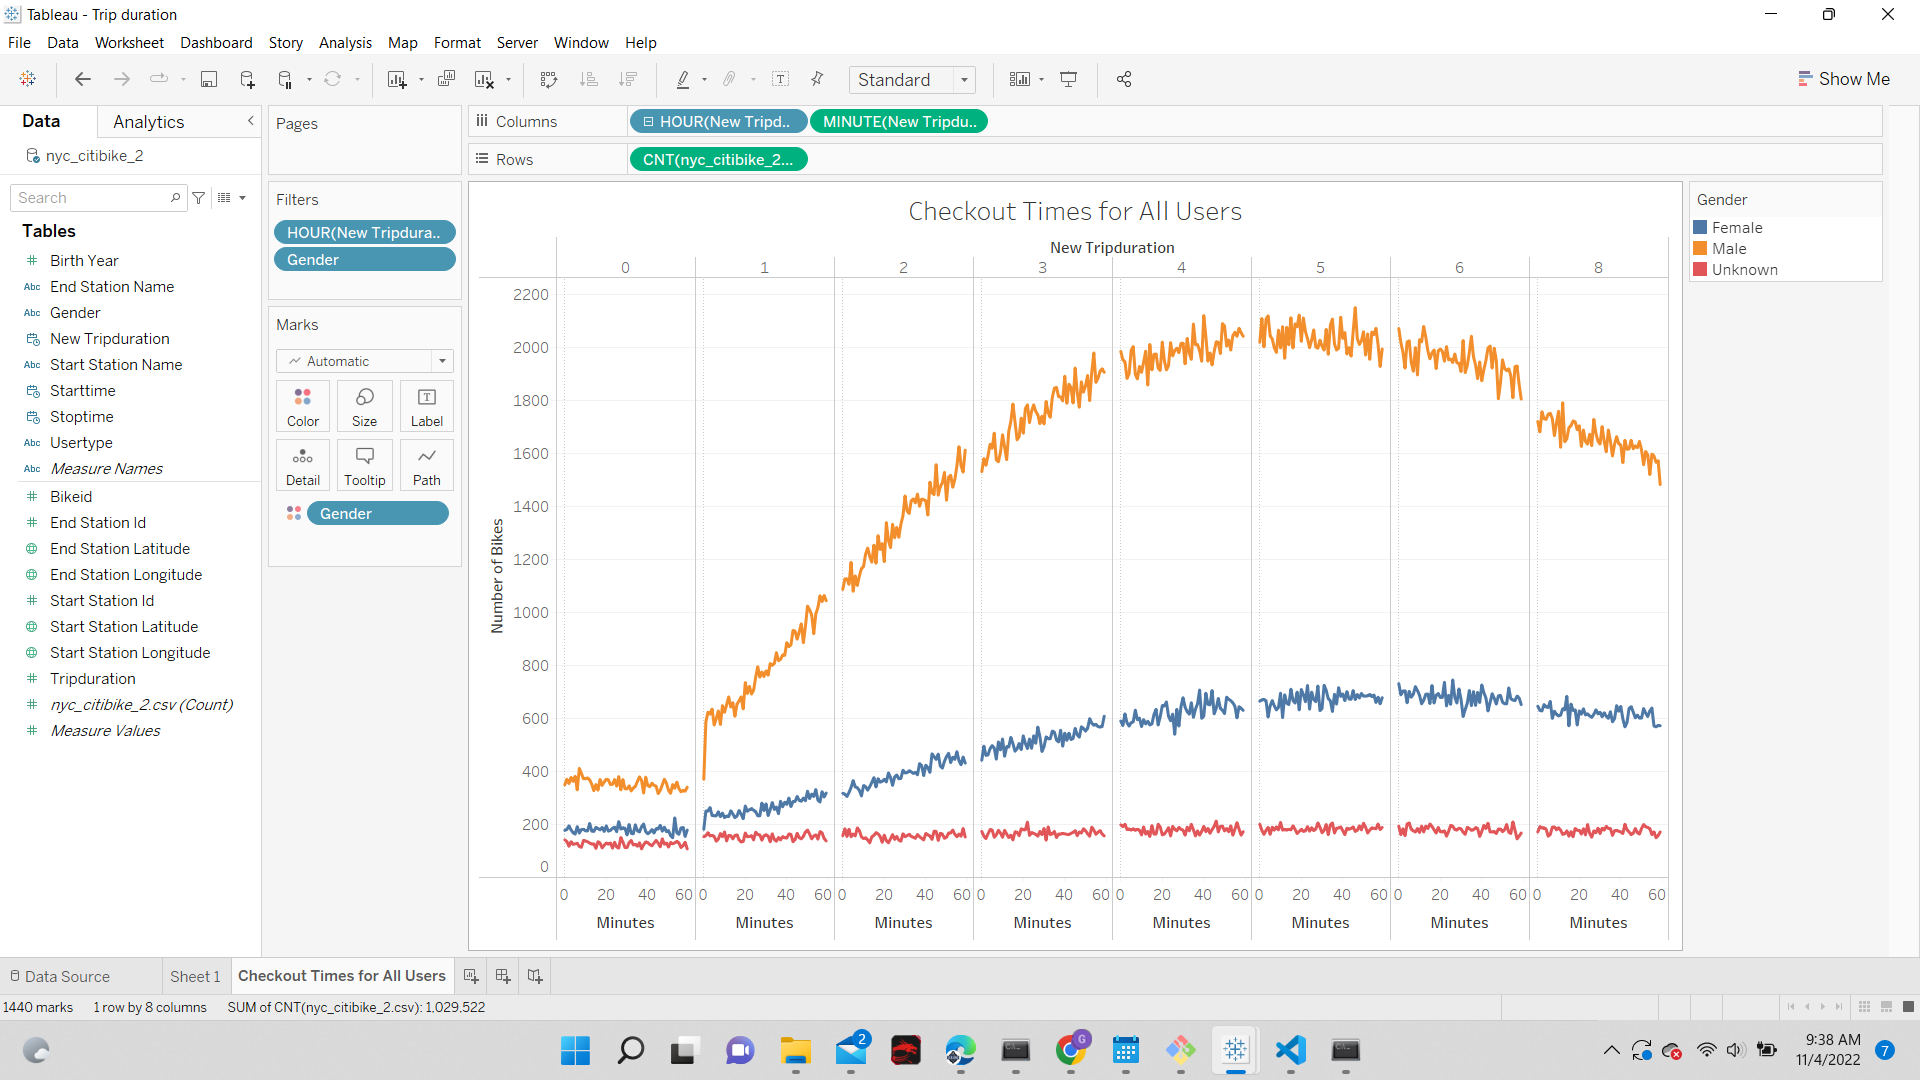 Tableau - Trip duration
File Data Worksheet Dashboard Story Analysis Map Format Server Window Help
Standard
Show Me
Data Analytics
nyc_citibike_2
Search
Tables
Birth Year
Abc End Station Name
Abc Gender
New Tripduration
Abc Start Station Name
Starttime
Stoptime
Abc Usertype
Abc Measure Names
Bikeid
End Station Id
End Station Latitude
End Station Longitude
Start Station Id
Start Station Latitude
Start Station Longitude
Tripduration
nyc_citibike_2.csv (Count)
Measure Values
Pages
Filters
HOUR(New Tripdura..
Gender
Marks
Automatic
Color Size Label
Detail Tooltip Path
Gender
Columns HOUR(New Tripd.. MINUTE(New Tripdu..
Rows CNT(nyc_citibike_2...
Checkout Times for All Users
New Tripduration
0 1 2 3 4 5 6 8
Number of Bikes
2200
2000
1800
1600
1400
1200
1000
800
600
400
200
0
0 20 40 60 0 20 40 60 0 20 40 60 0 20 40 60 0 20 40 60 0 20 40 60 0 20 40 60 0 20 40 60
Minutes Minutes Minutes Minutes Minutes Minutes Minutes Minutes
Gender
Female
Male
Unknown
Data Source Sheet 1 Checkout Times for All Users
1440 marks 1 row by 8 columns SUM of CNT(nyc_citibike_2.csv): 1,029,522
2
G
9:38 AM
11/4/2022
7